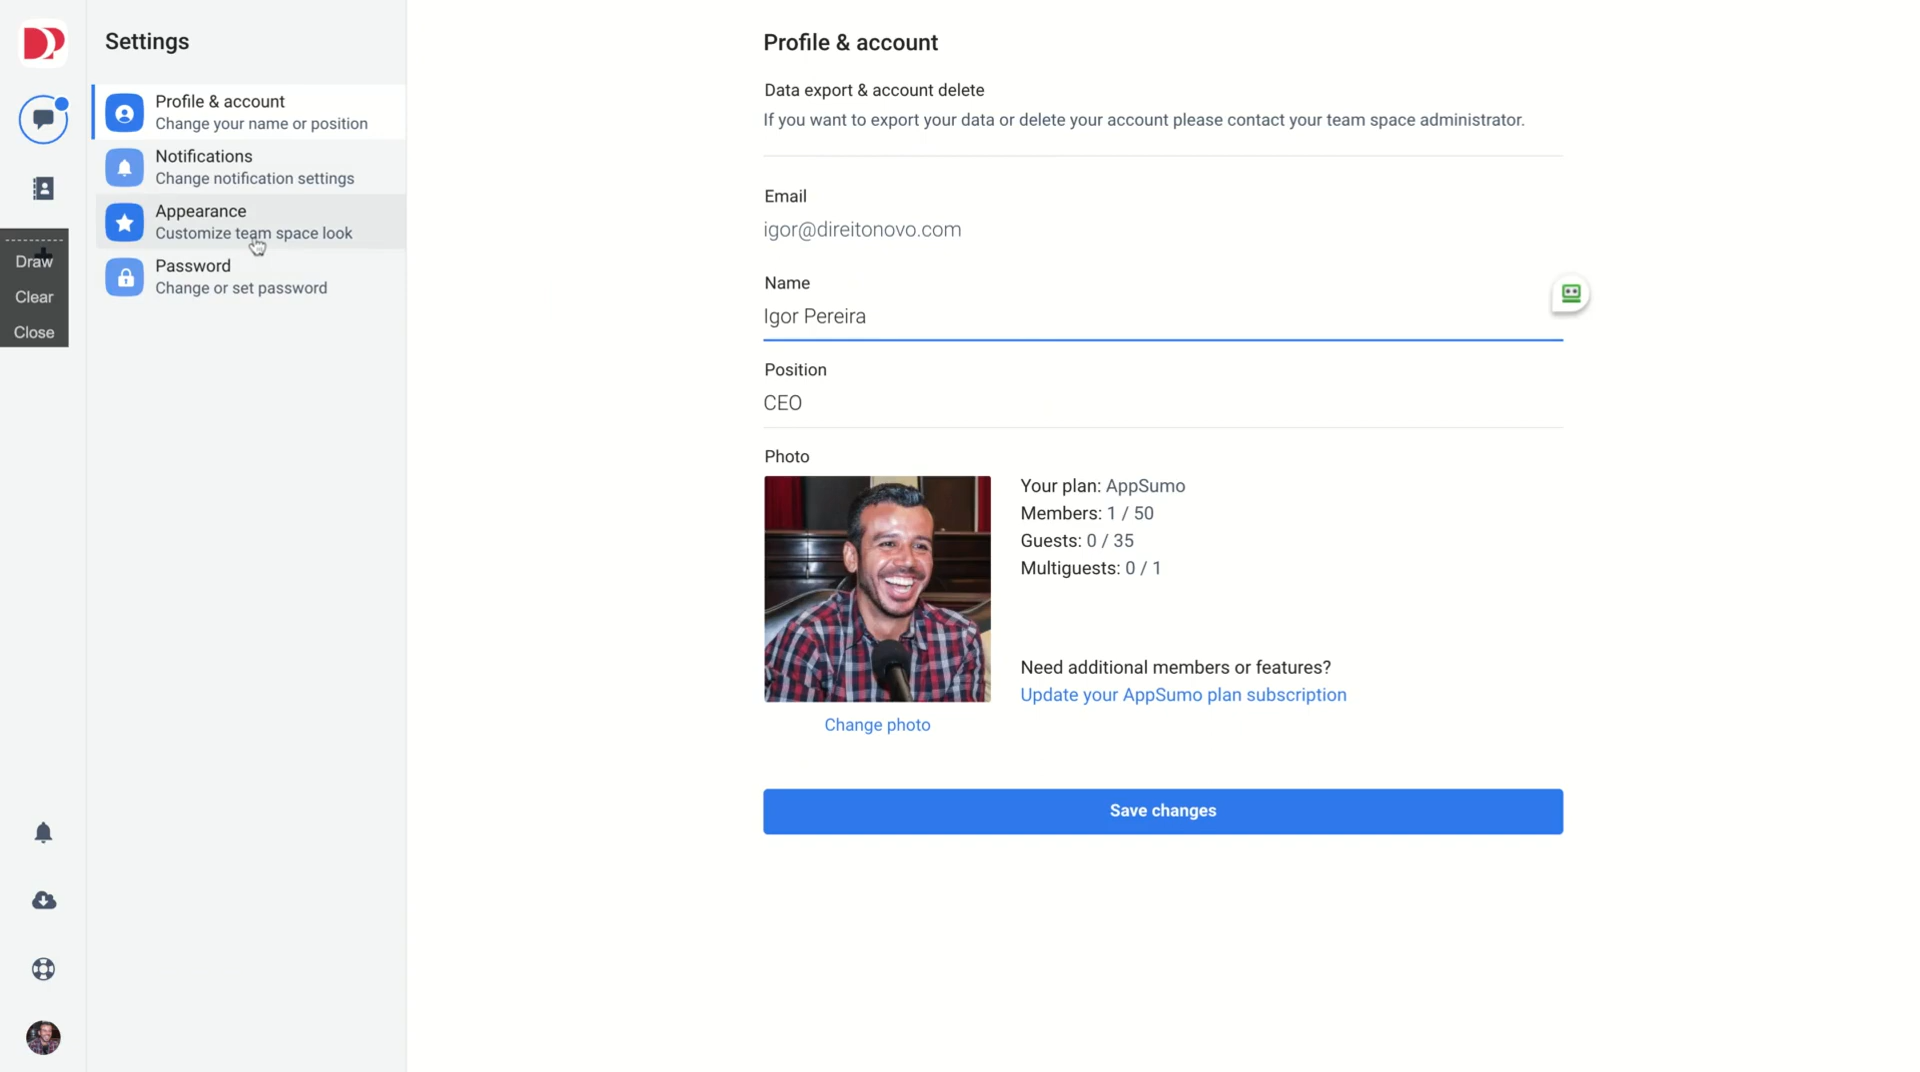 Settings
Profile & account
Change your name or position
Notifications
Change notification settings
Appearance
Customize team space look
Password
Change or set password
Draw
Clear
Close
Profile & account
Data export & account delete
If you want to export your data or delete your account please contact your team space administrator.
Email
igor@direitonovo.com
Name
Igor Pereira
Position
CEO
Photo
Your plan: AppSumo
Members: 1 / 50
Guests: 0 / 35
Multiguests: 0 / 1
Need additional members or features?
Update your AppSumo plan subscription
Change photo
Save changes